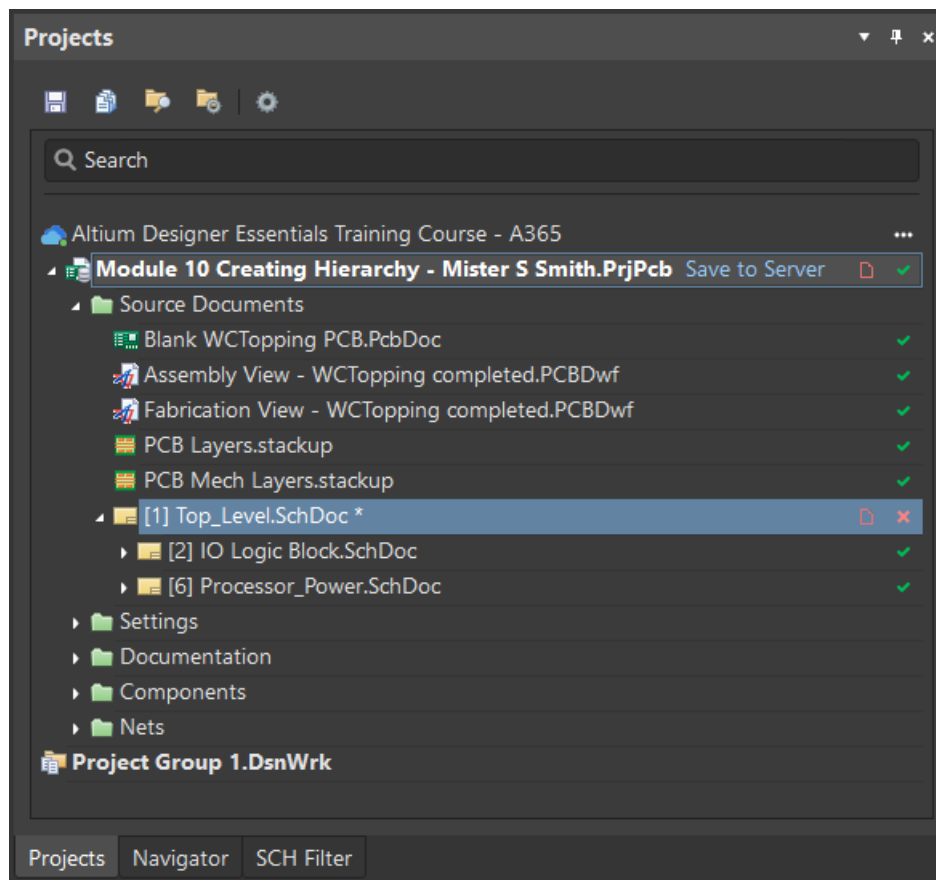 Projects
Search
Altium Designer Essentials Training Course - A365
Module 10 Creating Hierarchy - Mister S Smith.PrjPcb Save to Server
Source Documents
Blank WCTopping PCB.PcbDoc
Assembly View - WCTopping completed.PCBDwf
Fabrication View - WCTopping completed.PCBDwf
PCB Layers.stackup
PCB Mech Layers.stackup
[1] Top_Level.SchDoc *
[2] IO Logic Block.SchDoc
[6] Processor_Power.SchDoc
Settings
Documentation
Components
Nets
Project Group 1.DsnWrk
Projects Navigator SCH Filter